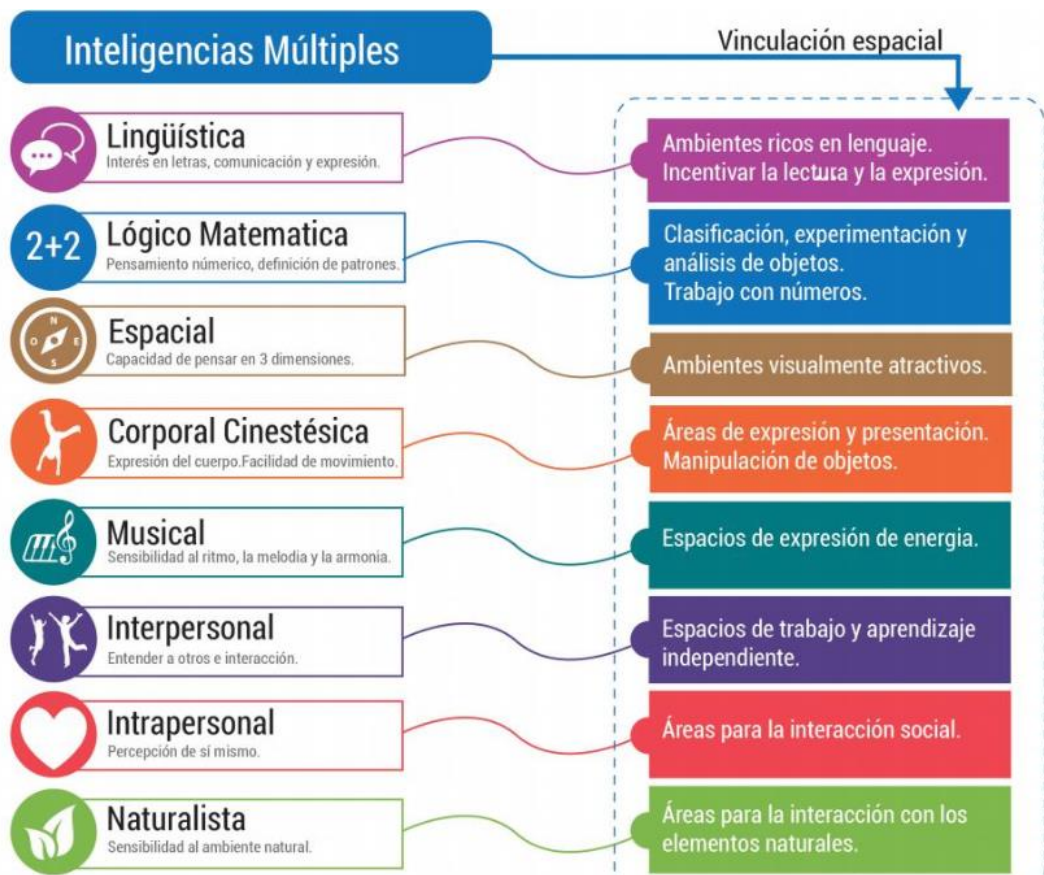 Inteligencias Múltiples
Vinculación espacial
Lingüística
Interés en letras, comunicación y expresión.
Ambientes ricos en lenguaje.
Incentivar la lectura y la expresión.
2+2
Lógico Matematica
Pensamiento númerico, definición de patrones.
Clasificación, experimentación y
análisis de objetos.
Trabajo con números.
N
O
E
S
Espacial
Capacidad de pensar en 3 dimensiones.
Ambientes visualmente atractivos.
Corporal Cinestésica
Expresión del cuerpo.Facilidad de movimiento.
Áreas de expresión y presentación.
Manipulación de objetos.
Musical
Sensibilidad al ritmo, la melodia y la armonia.
Espacios de expresión de energia.
Interpersonal
Entender a otros e interacción.
Espacios de trabajo y aprendizaje
independiente.
Intrapersonal
Percepción de sí mismo.
Áreas para la interacción social.
Naturalista
Sensibilidad al ambiente natural.
Áreas para la interacción con los
elementos naturales.